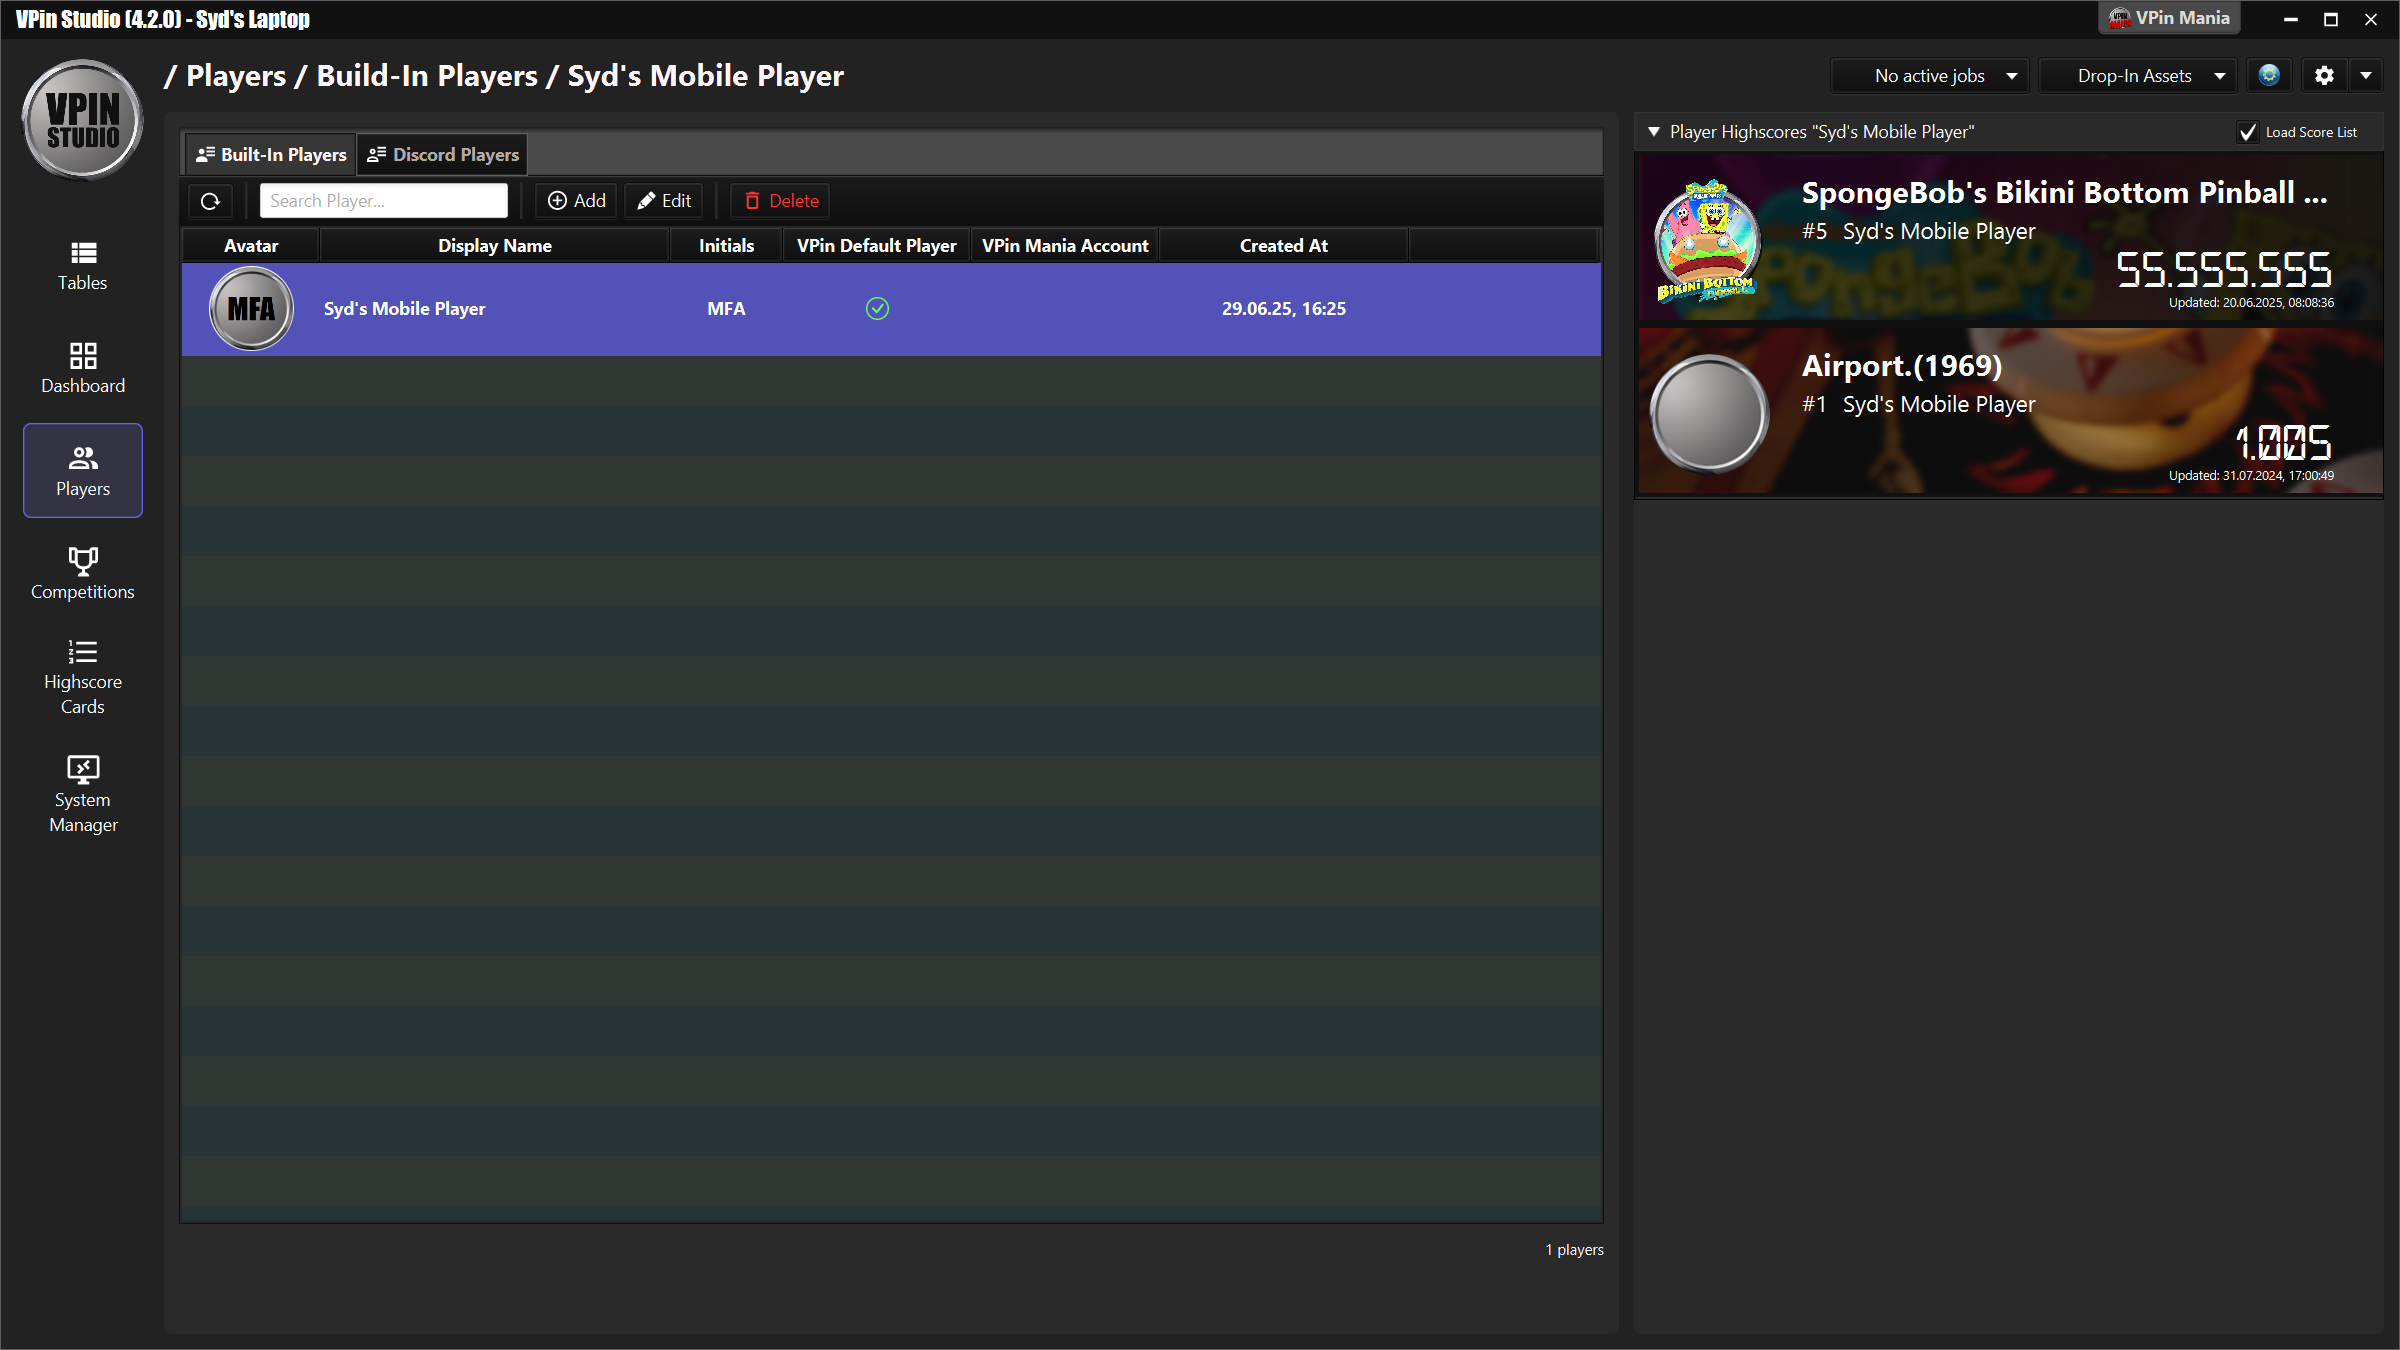 VPin Studio (4.2.0) - Syd's Laptop
VPin Mania
VPIN
STUDIO
/ Players / Build-In Players / Syd's Mobile Player
No active jobs
Drop-In Assets
Tables
Dashboard
Players
Competitions
Highscore
Cards
System
Manager
Built-In Players
Discord Players
Search Player...
Add
Edit
Delete
Avatar
Display Name
Initials
VPin Default Player
VPin Mania Account
Created At
MFA
Syd's Mobile Player
MFA
29.06.25, 16:25
1 players
Player Highscores "Syd's Mobile Player"
Load Score List
SpongeBob's Bikini Bottom Pinball ...
#5 Syd's Mobile Player
55.555.555
Updated: 20.06.2025, 08:08:36
BIKINI BOTTOM
Airport.(1969)
#1 Syd's Mobile Player
1.005
Updated: 31.07.2024, 17:00:49